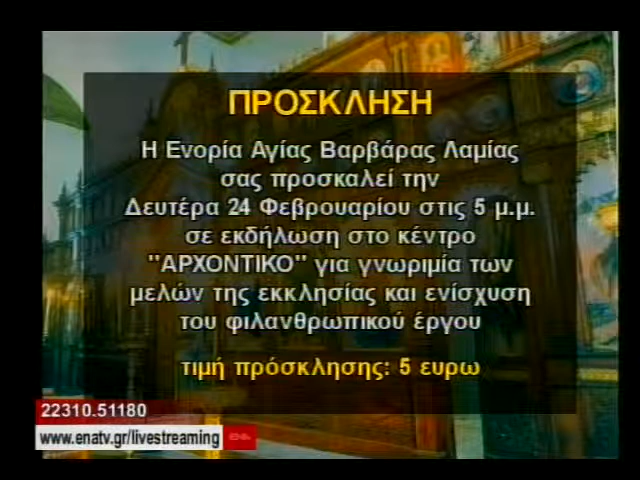 ΠΡΟΣΚΛΗΣΗ
Η Ενορία Αγίας Βαρβάρας Λαμίας
σας προσκαλεί την
Δευτέρα 24 Φεβρουαρίου στις 5 μ.μ.
σε εκδήλωση στο κέντρο
"ΑΡΧΟΝΤΙΚΟ" για γνωριμία των
μελών της εκκλησίας και ενίσχυση
του φιλανθρωπικού έργου
τιμή πρόσκλησης: 5 ευρω
22310.51180
www.enatv.gr/livestreaming